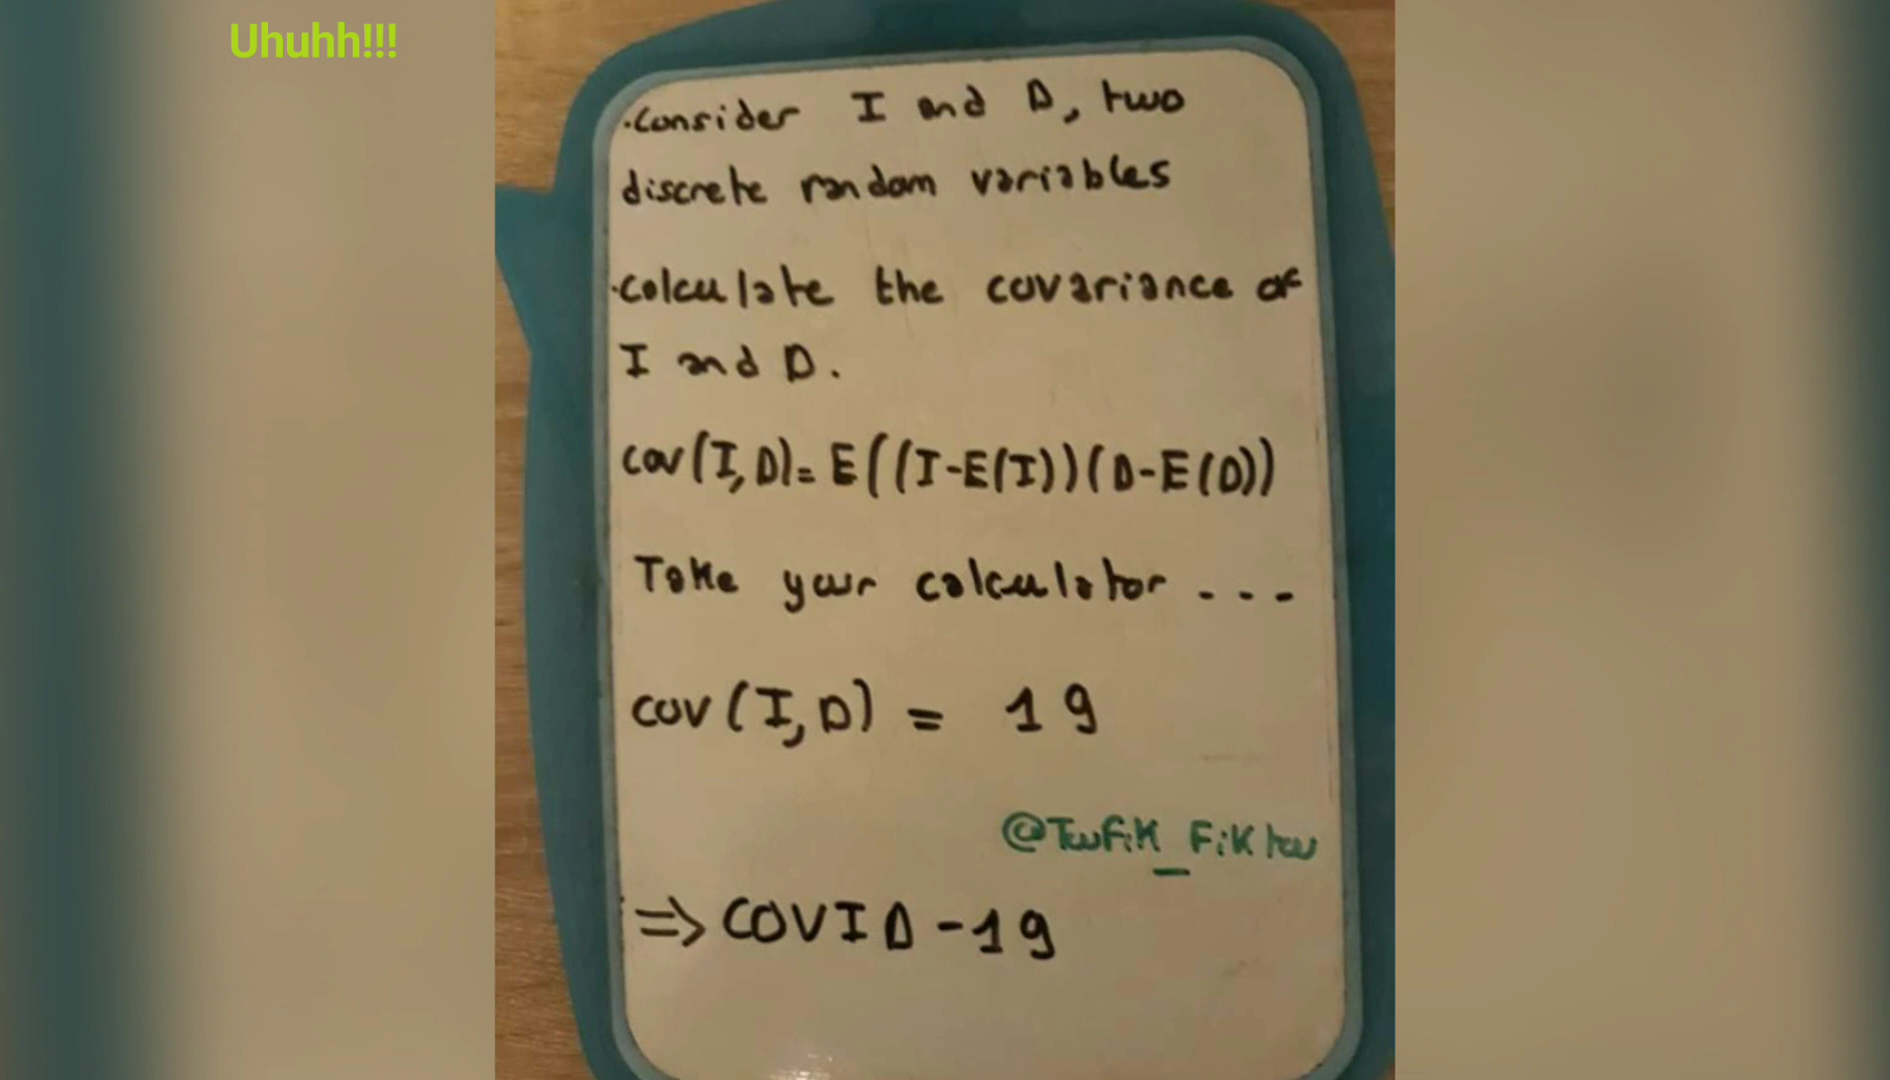 Uhuhh!!!
.Consider I and D, two
discrete random variables
.Calculate the covariance of
I and D.
cov(I,D)= E((I-E(I))(D-E(D))
Take your calculator ...
cov(I,D) = 19
@TwFiK_FiKtw
=> COVID-19